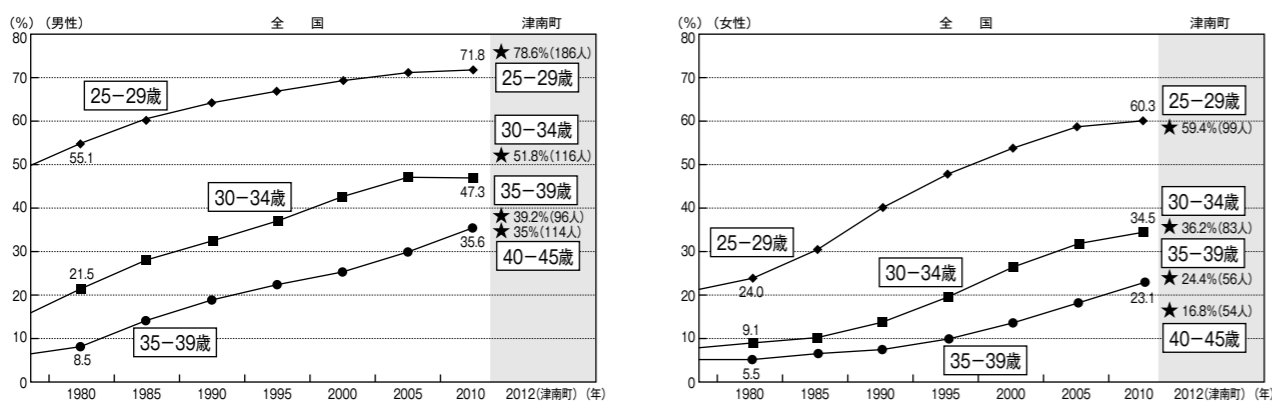 (%)(男性) 全国 津南町
80
70
60
50
40
30
20
10
0
25－29歳
55.1
71.8
★ 78.6%(186人)
25－29歳
30－34歳
★ 51.8%(116人)
30－34歳
21.5
47.3
35－39歳
★ 39.2%(96人)
★ 35%(114人)
35.6
40－45歳
35－39歳
8.5
1980 1985 1990 1995 2000 2005 2010 2012(津南町) (年)
(%)(女性) 全国 津南町
80
70
60
50
40
30
20
10
0
60.3
25－29歳
★ 59.4%(99人)
25－29歳
24.0
30－34歳
34.5
★ 36.2%(83人)
30－34歳
9.1
35－39歳
★ 24.4%(56人)
23.1
★ 16.8%(54人)
40－45歳
35－39歳
5.5
1980 1985 1990 1995 2000 2005 2010 2012(津南町) (年)